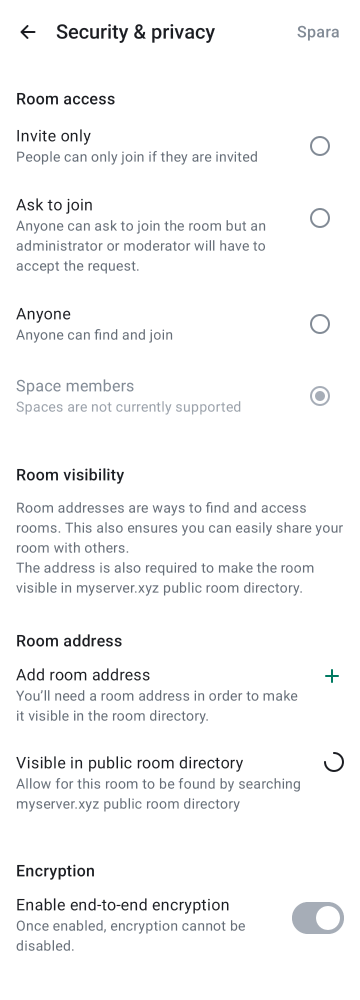 Security & privacy
Spara
Room access
Invite only
People can only join if they are invited
Ask to join
Anyone can ask to join the room but an
administrator or moderator will have to
accept the request.
Anyone
Anyone can find and join
Space members
Spaces are not currently supported
Room visibility
Room addresses are ways to find and access
rooms. This also ensures you can easily share your
room with others.
The address is also required to make the room
visible in myserver.xyz public room directory.
Room address
Add room address
You’ll need a room address in order to make
it visible in the room directory.
Visible in public room directory
Allow for this room to be found by searching
myserver.xyz public room directory
Encryption
Enable end-to-end encryption
Once enabled, encryption cannot be
disabled.